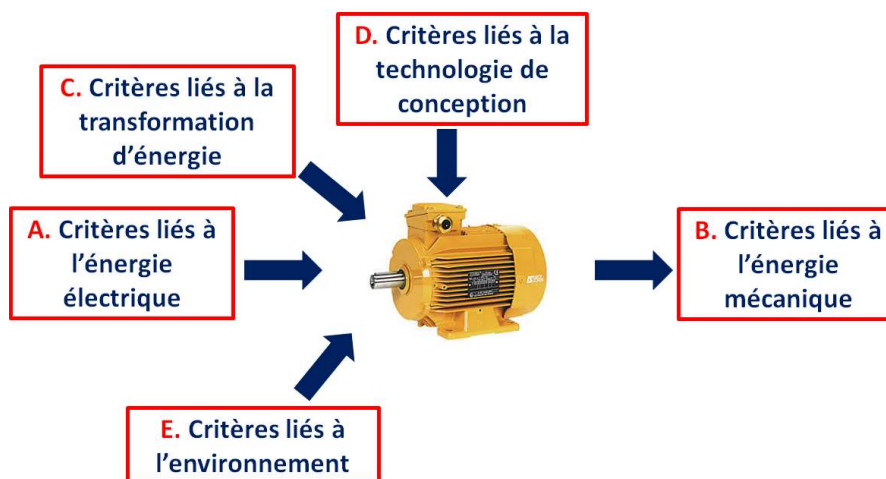 D. Critères liés à la
technologie de
conception
C. Critères liés à la
transformation
d'énergie
A. Critères liés à
l'énergie
électrique
B. Critères liés à
l'énergie
mécanique
E. Critères liés à
l'environnement